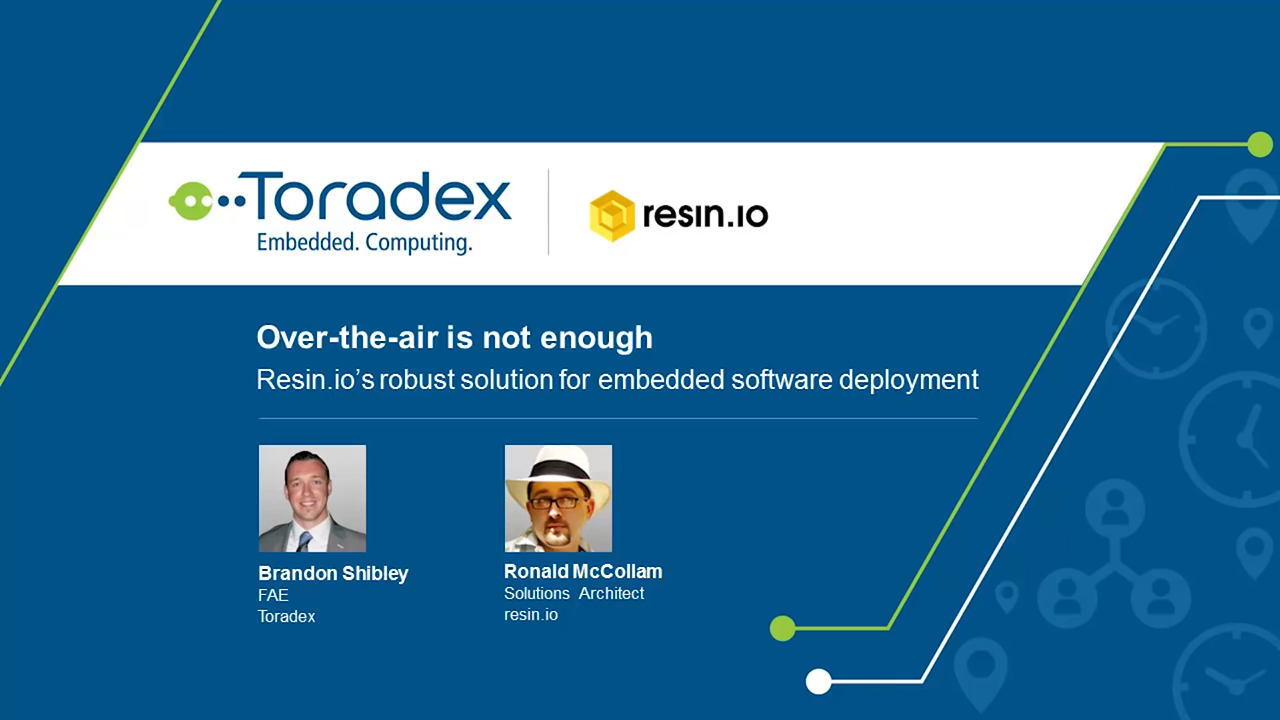 Toradex
Embedded. Computing.
resin.io
Over-the-air is not enough
Resin.io’s robust solution for embedded software deployment
Brandon Shibley
FAE
Toradex
Ronald McCollam
Solutions Architect
resin.io